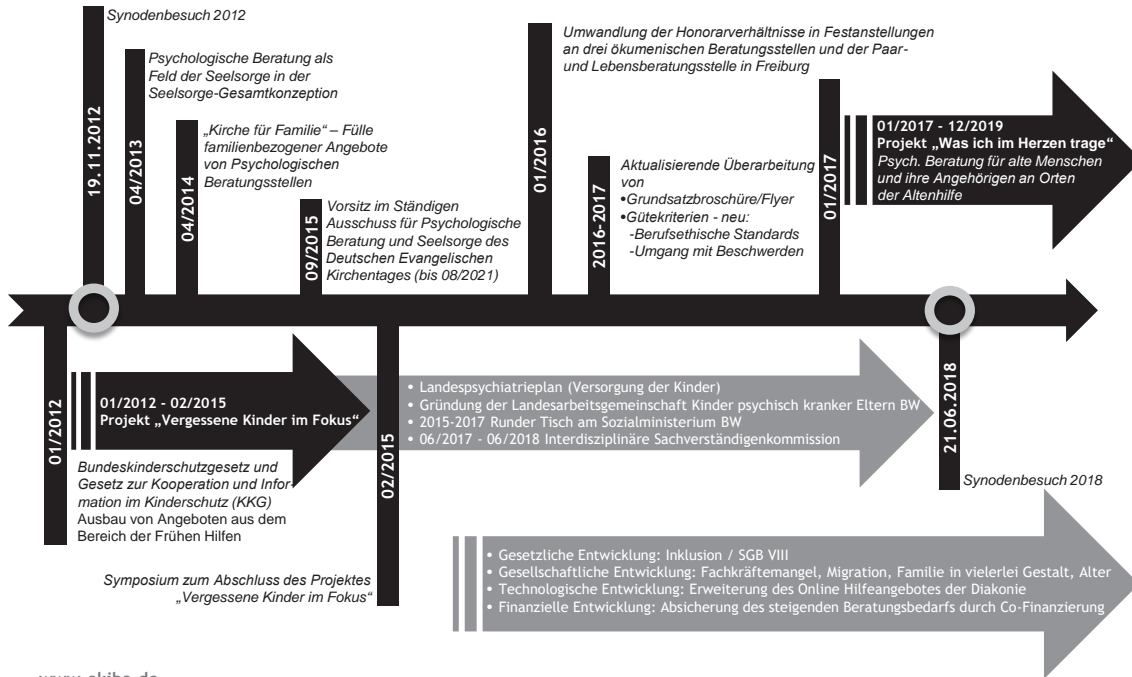 Synodenbesuch 2012
19.11.2012
Psychologische Beratung als
Feld der Seelsorge in der
Seelsorge-Gesamtkonzeption
04/2013
„Kirche für Familie“ – Fülle
familienbezogener Angebote
von Psychologischen
Beratungsstellen
04/2014
Vorsitz im Ständigen
Ausschuss für Psychologische
Beratung und Seelsorge des
Deutschen Evangelischen
Kirchentages (bis 08/2021)
09/2015
Umwandlung der Honorarverhältnisse in Festanstellungen
an drei ökumenischen Beratungsstellen und der Paar-
und Lebensberatungsstelle in Freiburg
01/2016
Aktualisierende Überarbeitung
von
•Grundsatzbroschüre/Flyer
•Gütekriterien - neu:
-Berufsethische Standards
-Umgang mit Beschwerden
2016-2017
01/2017
01/2017 - 12/2019
Projekt „Was ich im Herzen trage“
Psych. Beratung für alte Menschen
und ihre Angehörigen an Orten
der Altenhilfe
01/2012
01/2012 - 02/2015
Projekt „Vergessene Kinder im Fokus“
Bundeskinderschutzgesetz und
Gesetz zur Kooperation und Infor-
mation im Kinderschutz (KKG)
Ausbau von Angeboten aus dem
Bereich der Frühen Hilfen
02/2015
Symposium zum Abschluss des Projektes
„Vergessene Kinder im Fokus“
• Landespsychiatrieplan (Versorgung der Kinder)
• Gründung der Landesarbeitsgemeinschaft Kinder psychisch kranker Eltern BW
• 2015-2017 Runder Tisch am Sozialministerium BW
• 06/2017 - 06/2018 Interdisziplinäre Sachverständigenkommission
21.06.2018
Synodenbesuch 2018
• Gesetzliche Entwicklung: Inklusion / SGB VIII
• Gesellschaftliche Entwicklung: Fachkräftemangel, Migration, Familie in vielerlei Gestalt, Alter
• Technologische Entwicklung: Erweiterung des Online Hilfeangebotes der Diakonie
• Finanzielle Entwicklung: Absicherung des steigenden Beratungsbedarfs durch Co-Finanzierung